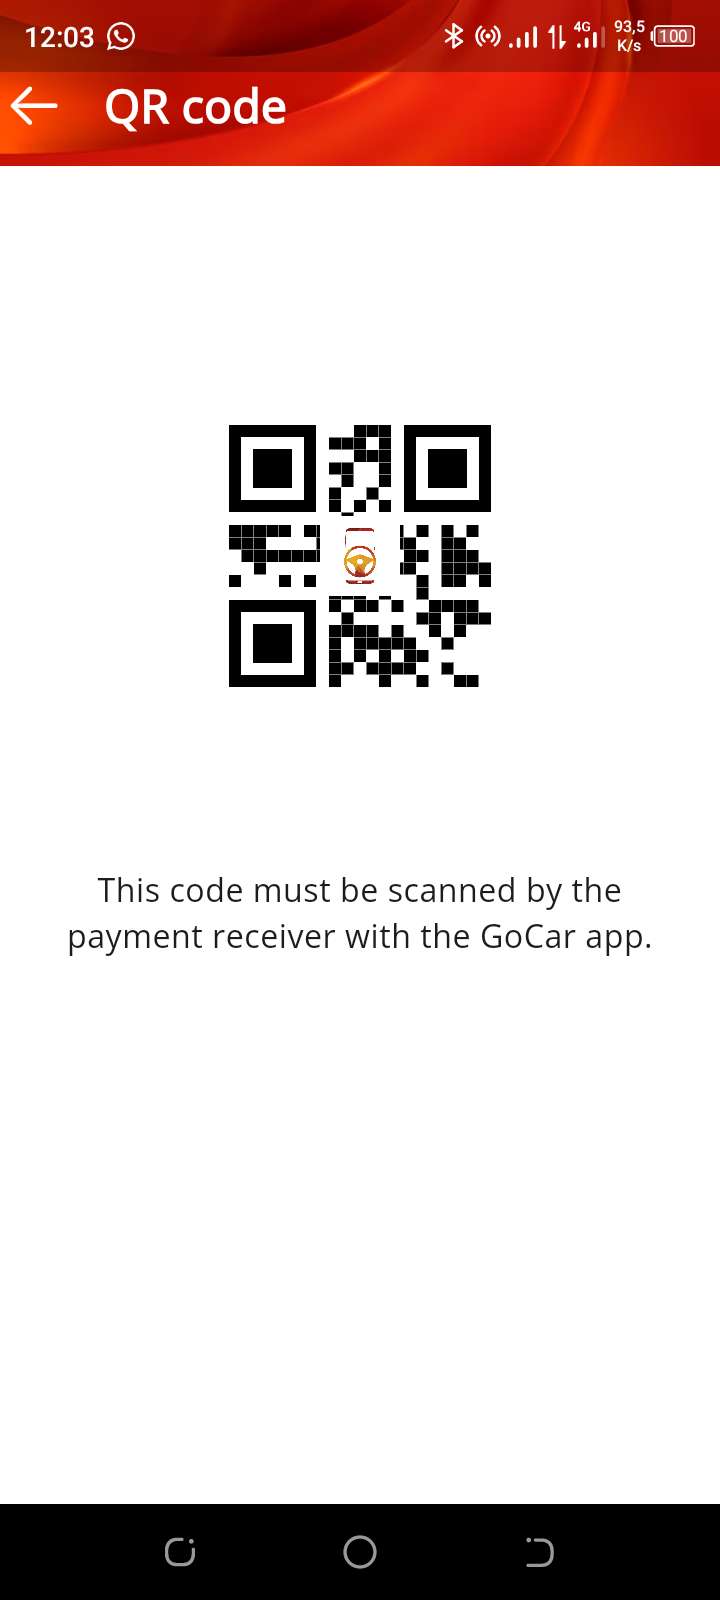 12:03
4G
93,5
K/s
100
QR code
This code must be scanned by the
payment receiver with the GoCar app.